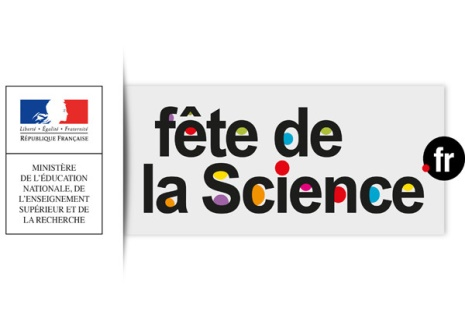 Liberté • Égalité • Fraternité
RÉPUBLIQUE FRANÇAISE
MINISTÈRE
DE L'ÉDUCATION
NATIONALE, DE
L'ENSEIGNEMENT
SUPÉRIEUR ET DE
LA RECHERCHE
fête de
la Science
.fr